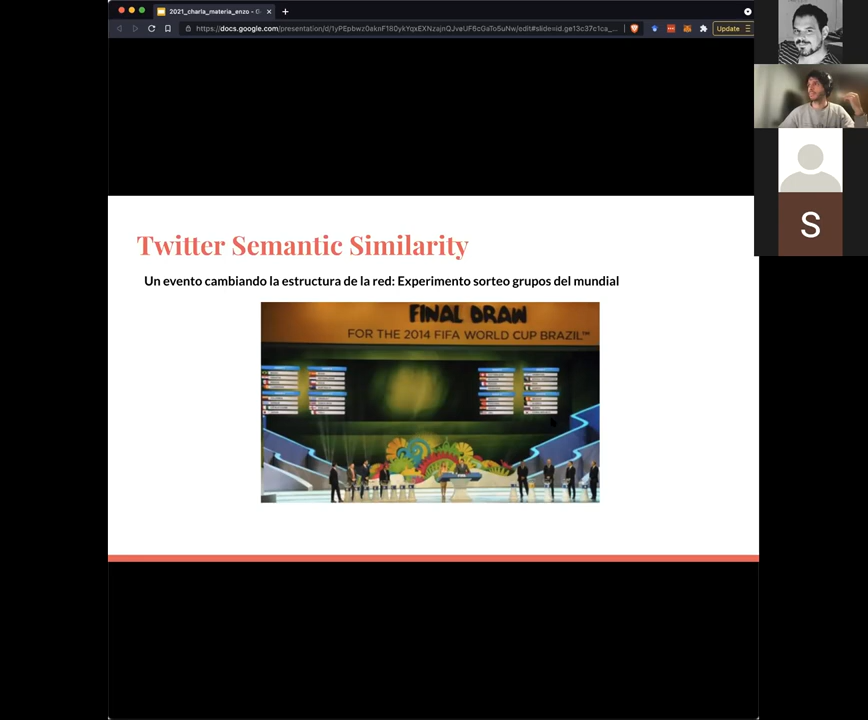 2021_charla_materia_enzo - G
https://docs.google.com/presentation/d/1yPEpbwz0aknF180ykYqxEXNzajnQJveUF6cGaTo5uNw/edit#slide=id.ge13c37c1ca_...
Update
S
Twitter Semantic Similarity
Un evento cambiando la estructura de la red: Experimento sorteo grupos del mundial
FINAL DRAW
FOR THE 2014 FIFA WORLD CUP BRAZIL™